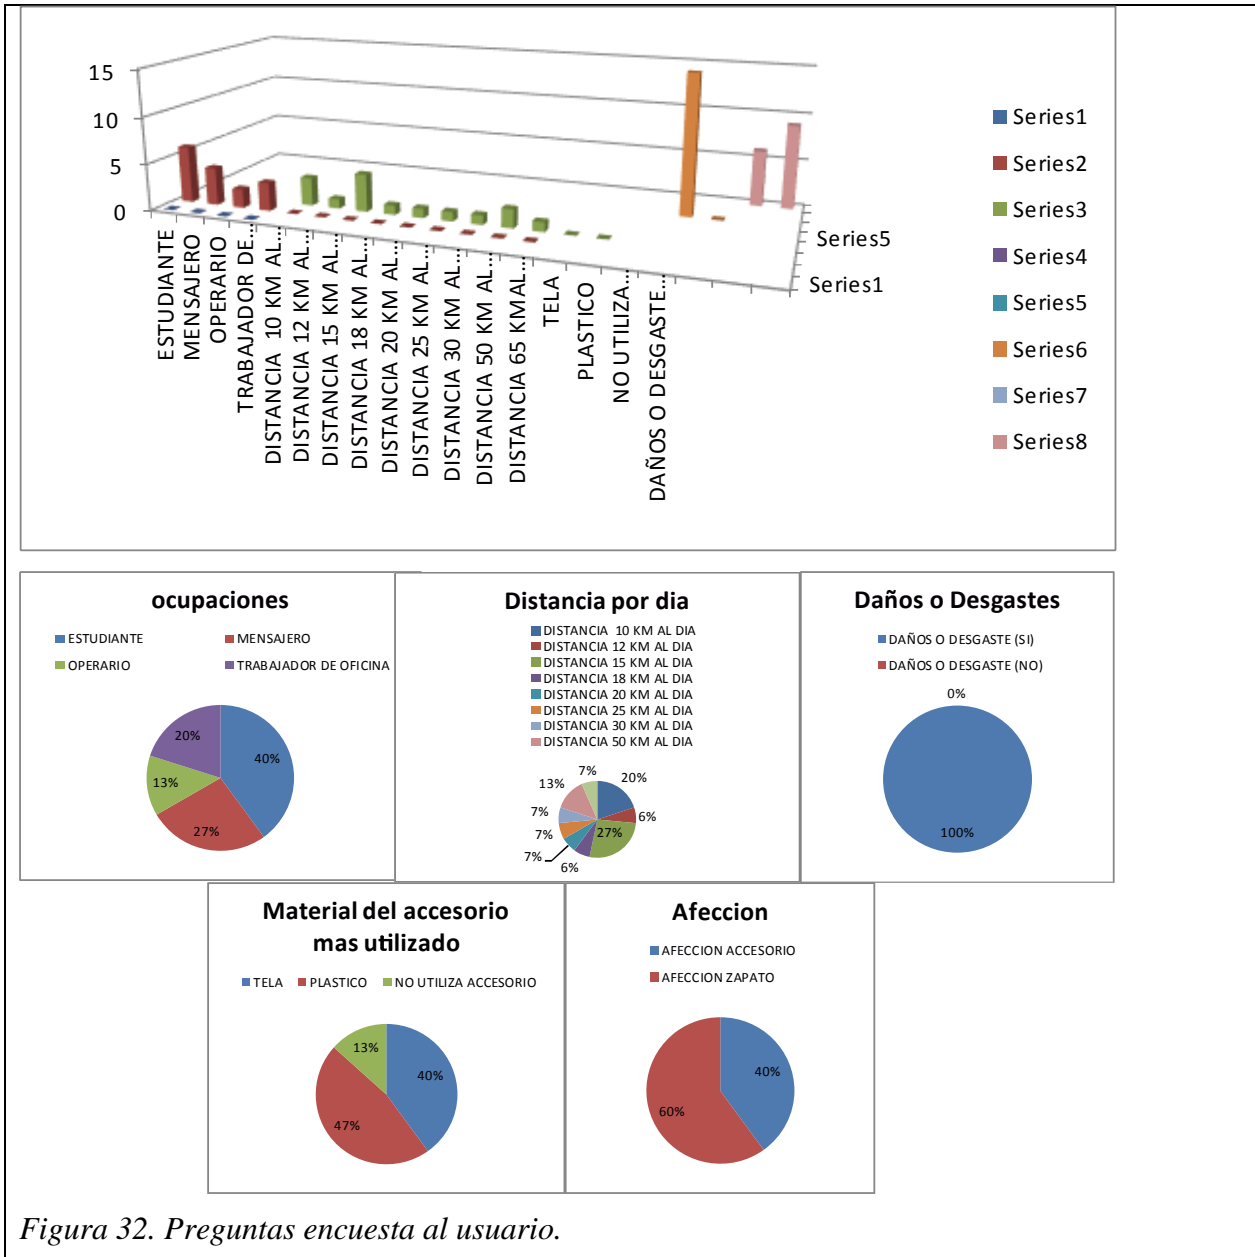 15
10
5
0
ESTUDIANTE
MENSAJERO
OPERARIO
TRABAJADOR DE...
DISTANCIA  10 KM AL...
DISTANCIA 12 KM AL...
DISTANCIA 15 KM AL...
DISTANCIA 18 KM AL...
DISTANCIA 20 KM AL...
DISTANCIA 25 KM AL...
DISTANCIA 30 KM AL...
DISTANCIA 50 KM AL...
DISTANCIA 65 KMAL...
TELA
PLASTICO
NO UTILIZA...
DAÑOS O DESGASTE...
Series5
Series1
Series1
Series2
Series3
Series4
Series5
Series6
Series7
Series8
ocupaciones
ESTUDIANTE MENSAJERO
OPERARIO TRABAJADOR DE OFICINA
20%
40%
13%
27%
Distancia por dia
DISTANCIA  10 KM AL DIA
DISTANCIA 12 KM AL DIA
DISTANCIA 15 KM AL DIA
DISTANCIA 18 KM AL DIA
DISTANCIA 20 KM AL DIA
DISTANCIA 25 KM AL DIA
DISTANCIA 30 KM AL DIA
DISTANCIA 50 KM AL DIA
7%
20%
13%
7%
6%
7%
27%
7%
6%
Daños o Desgastes
DAÑOS O DESGASTE (SI)
DAÑOS O DESGASTE (NO)
0%
100%
Material del accesorio
mas utilizado
TELA PLASTICO NO UTILIZA ACCESORIO
13%
40%
47%
Afeccion
AFECCION ACCESORIO
AFECCION ZAPATO
40%
60%
Figura 32. Preguntas encuesta al usuario.